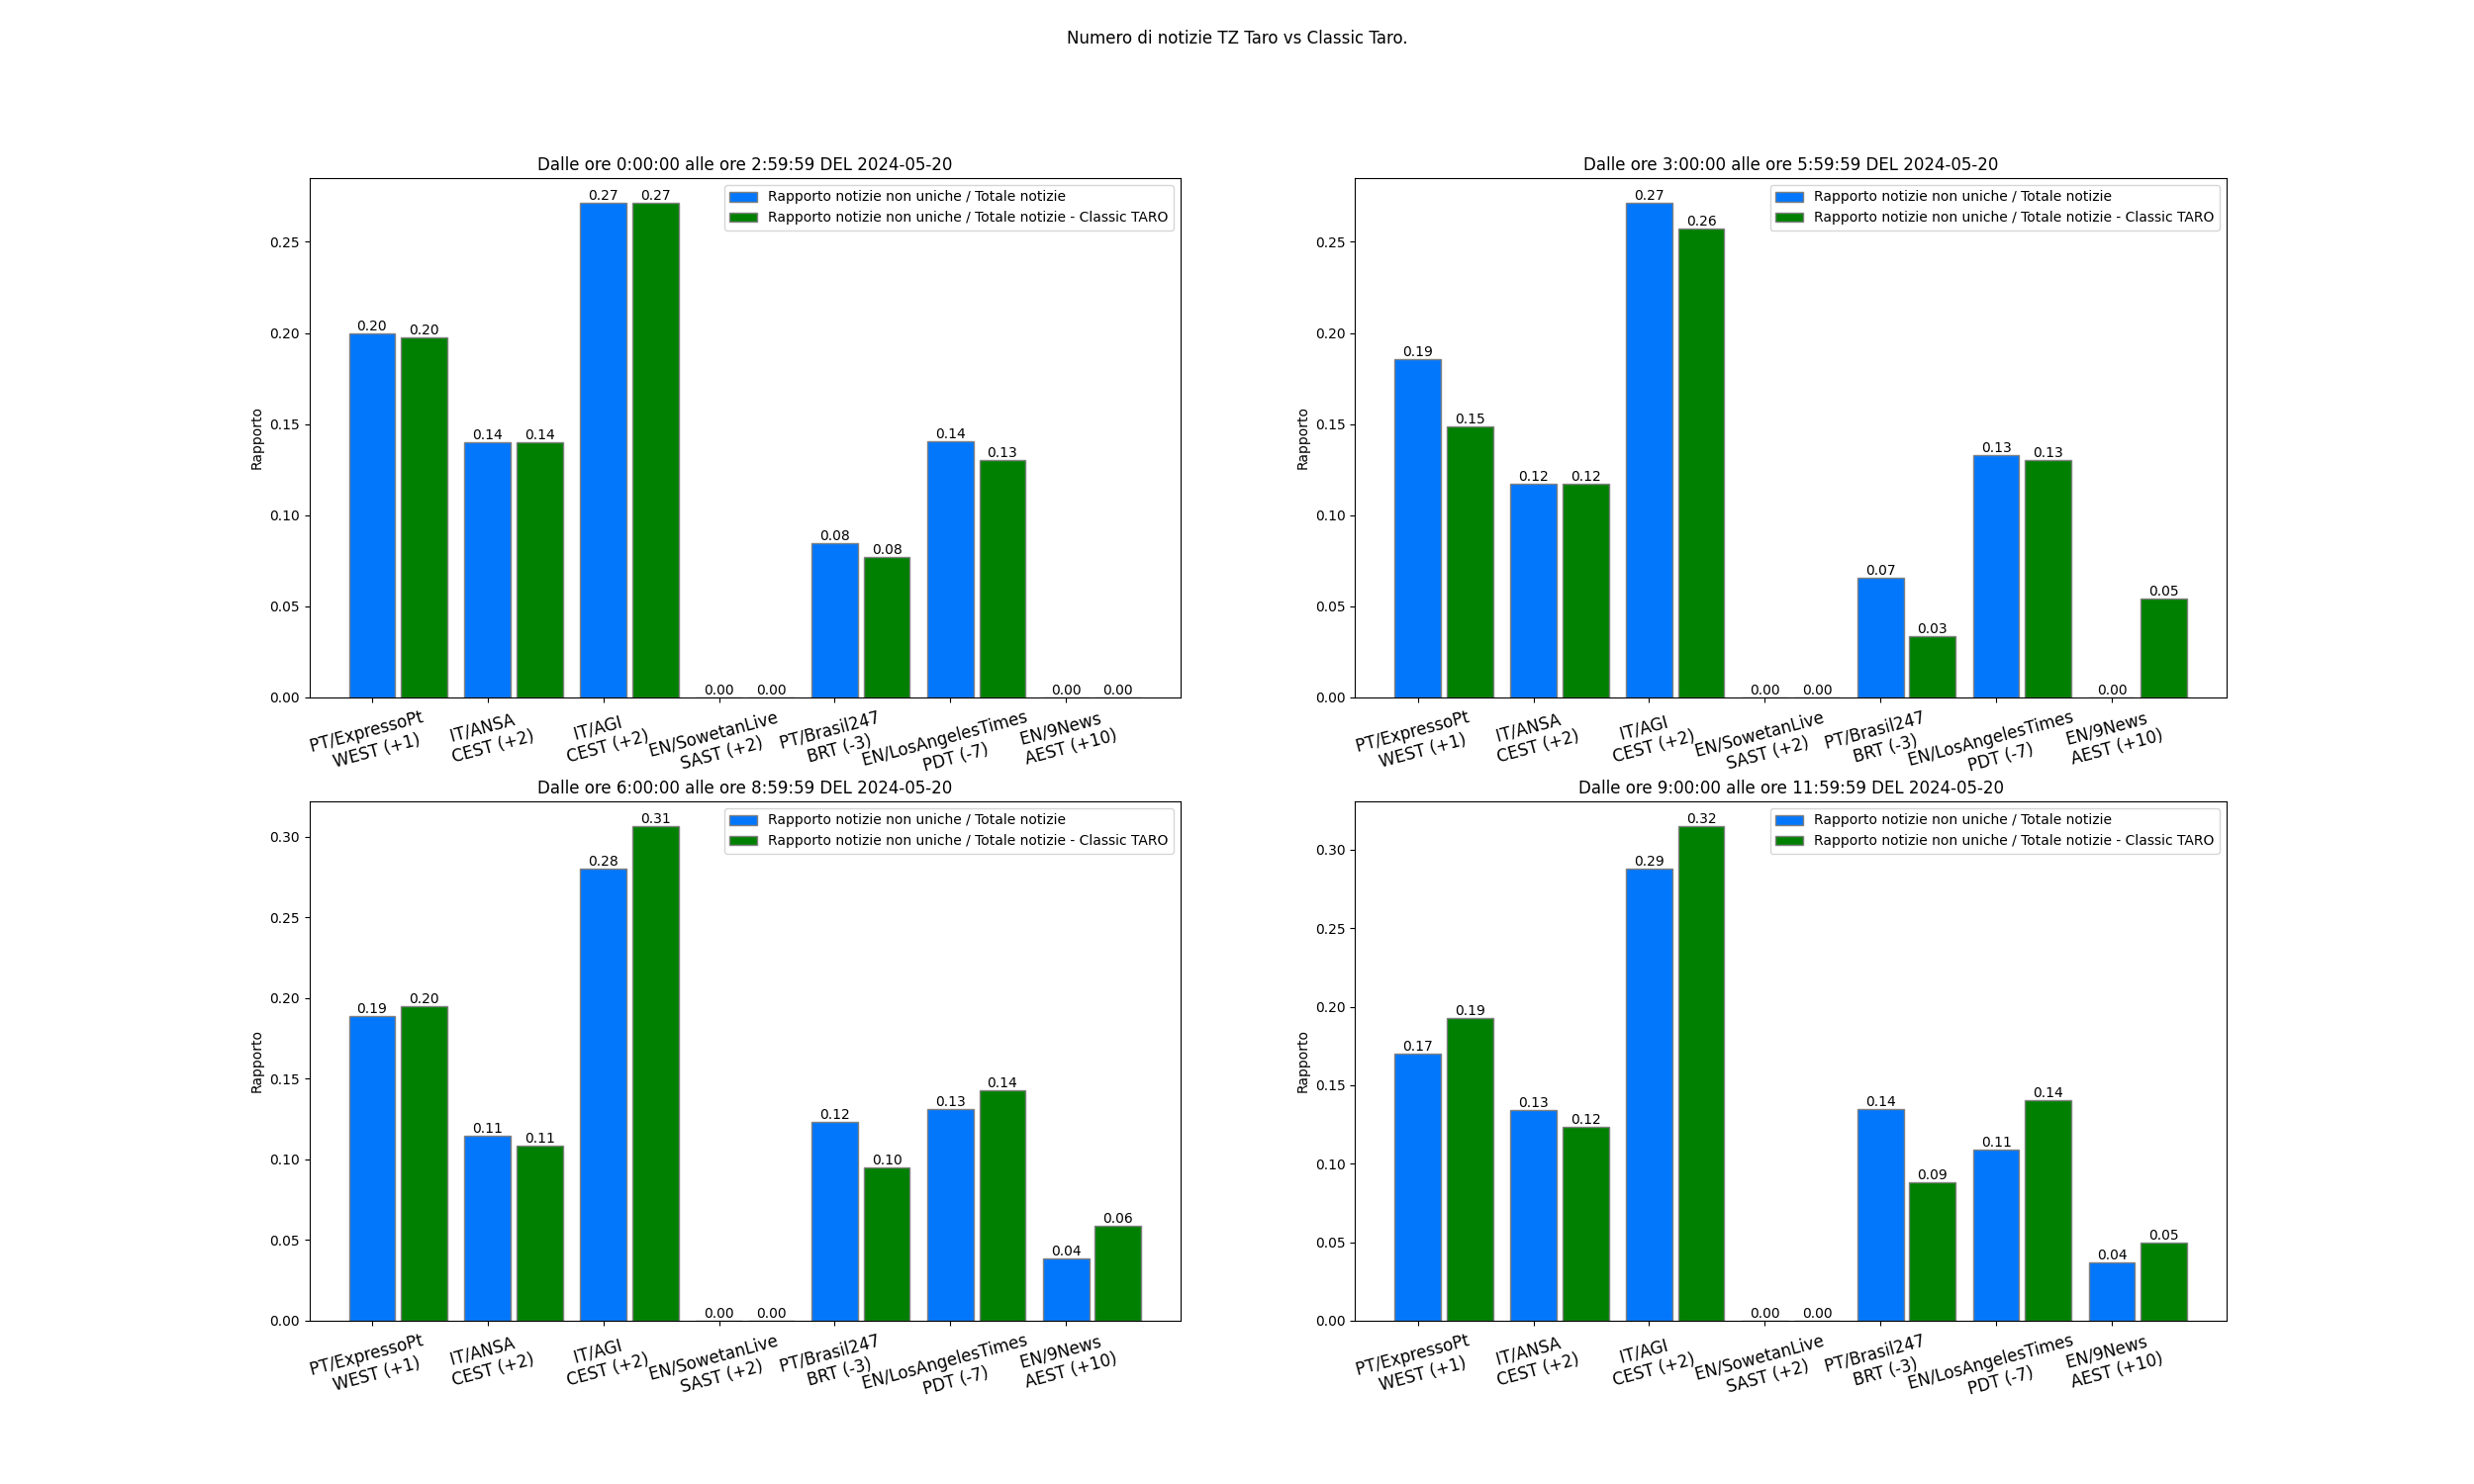 Numero di notizie TZ Taro vs Classic Taro.
Dalle ore 0:00:00 alle ore 2:59:59 DEL 2024-05-20
Rapporto notizie non uniche / Totale notizie
Rapporto notizie non uniche / Totale notizie - Classic TARO
Rapporto
0.25
0.20
0.15
0.10
0.05
0.00
0.20
0.20
0.14
0.14
0.27
0.27
0.00
0.00
0.08
0.08
0.14
0.13
0.00
0.00
PT/ExpressoPt
WEST (+1)
IT/ANSA
CEST (+2)
IT/AGI
CEST (+2)
EN/SowetanLive
SAST (+2)
PT/Brasil247
BRT (-3)
EN/LosAngelesTimes
PDT (-7)
EN/9News
AEST (+10)
Dalle ore 3:00:00 alle ore 5:59:59 DEL 2024-05-20
Rapporto notizie non uniche / Totale notizie
Rapporto notizie non uniche / Totale notizie - Classic TARO
Rapporto
0.25
0.20
0.15
0.10
0.05
0.00
0.19
0.15
0.12
0.12
0.27
0.26
0.00
0.00
0.07
0.03
0.13
0.13
0.00
0.05
PT/ExpressoPt
WEST (+1)
IT/ANSA
CEST (+2)
IT/AGI
CEST (+2)
EN/SowetanLive
SAST (+2)
PT/Brasil247
BRT (-3)
EN/LosAngelesTimes
PDT (-7)
EN/9News
AEST (+10)
Dalle ore 6:00:00 alle ore 8:59:59 DEL 2024-05-20
Rapporto notizie non uniche / Totale notizie
Rapporto notizie non uniche / Totale notizie - Classic TARO
Rapporto
0.30
0.25
0.20
0.15
0.10
0.05
0.00
0.19
0.20
0.11
0.11
0.28
0.31
0.00
0.00
0.12
0.10
0.13
0.14
0.04
0.06
PT/ExpressoPt
WEST (+1)
IT/ANSA
CEST (+2)
IT/AGI
CEST (+2)
EN/SowetanLive
SAST (+2)
PT/Brasil247
BRT (-3)
EN/LosAngelesTimes
PDT (-7)
EN/9News
AEST (+10)
Dalle ore 9:00:00 alle ore 11:59:59 DEL 2024-05-20
Rapporto notizie non uniche / Totale notizie
Rapporto notizie non uniche / Totale notizie - Classic TARO
Rapporto
0.30
0.25
0.20
0.15
0.10
0.05
0.00
0.17
0.19
0.13
0.12
0.29
0.32
0.00
0.00
0.14
0.09
0.11
0.14
0.04
0.05
PT/ExpressoPt
WEST (+1)
IT/ANSA
CEST (+2)
IT/AGI
CEST (+2)
EN/SowetanLive
SAST (+2)
PT/Brasil247
BRT (-3)
EN/LosAngelesTimes
PDT (-7)
EN/9News
AEST (+10)